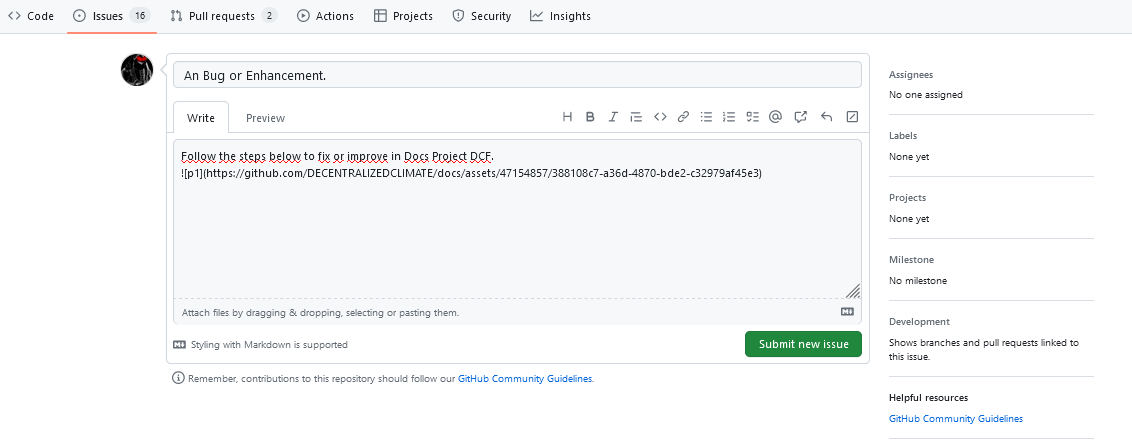 Code Issues 16 Pull requests 2 Actions Projects Security Insights
An Bug or Enhancement.
Write Preview
Follow the steps below to fix or improve in Docs Project DCF.
![p1](https://github.com/DECENTRALIZEDCLIMATE/docs/assets/47154857/388108c7-a36d-4870-bde2-c32979af45e3)
Attach files by dragging & dropping, selecting or pasting them.
Styling with Markdown is supported
Submit new issue
Remember, contributions to this repository should follow our GitHub Community Guidelines.
Assignees
No one assigned
Labels
None yet
Projects
None yet
Milestone
No milestone
Development
Shows branches and pull requests linked to
this issue.
Helpful resources
GitHub Community Guidelines